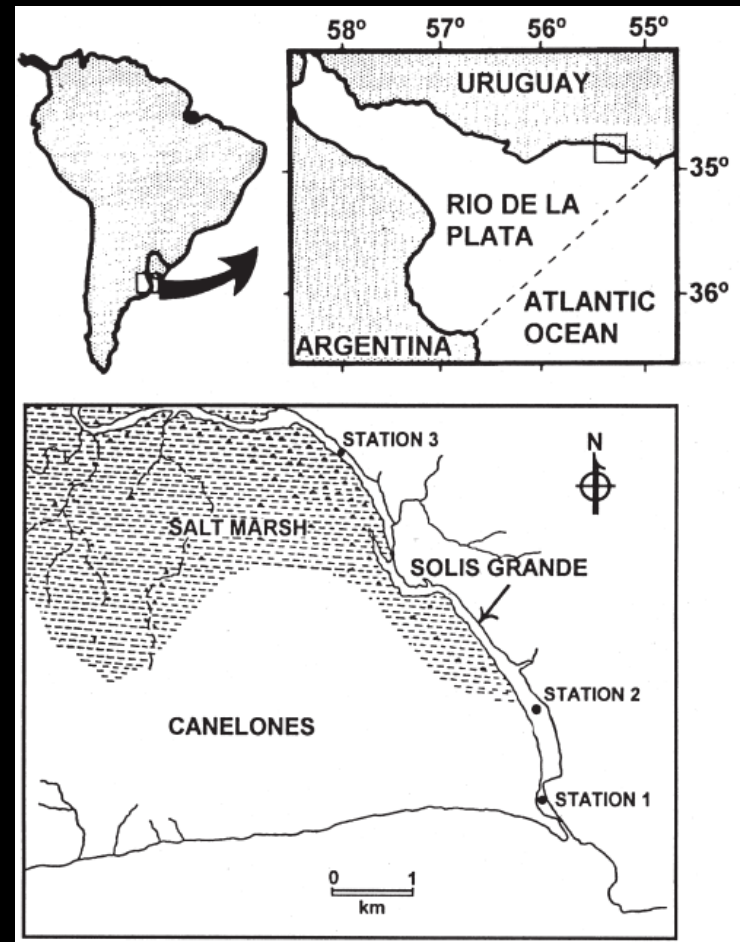 58º 57º 56º 55º
URUGUAY
35º
RIO DE LA
PLATA
36º
ATLANTIC
OCEAN
ARGENTINA
STATION 3
N
SALT MARSH
SOLIS GRANDE
STATION 2
CANELONES
STATION 1
0 1
km